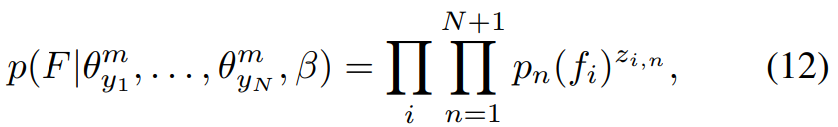 p(F|θ^m_{y_1}, . . . , θ^m_{y_N}, β) = ∏_i ∏_{n=1}^{N+1} p_n(f_i)^{z_{i,n}}, (12)